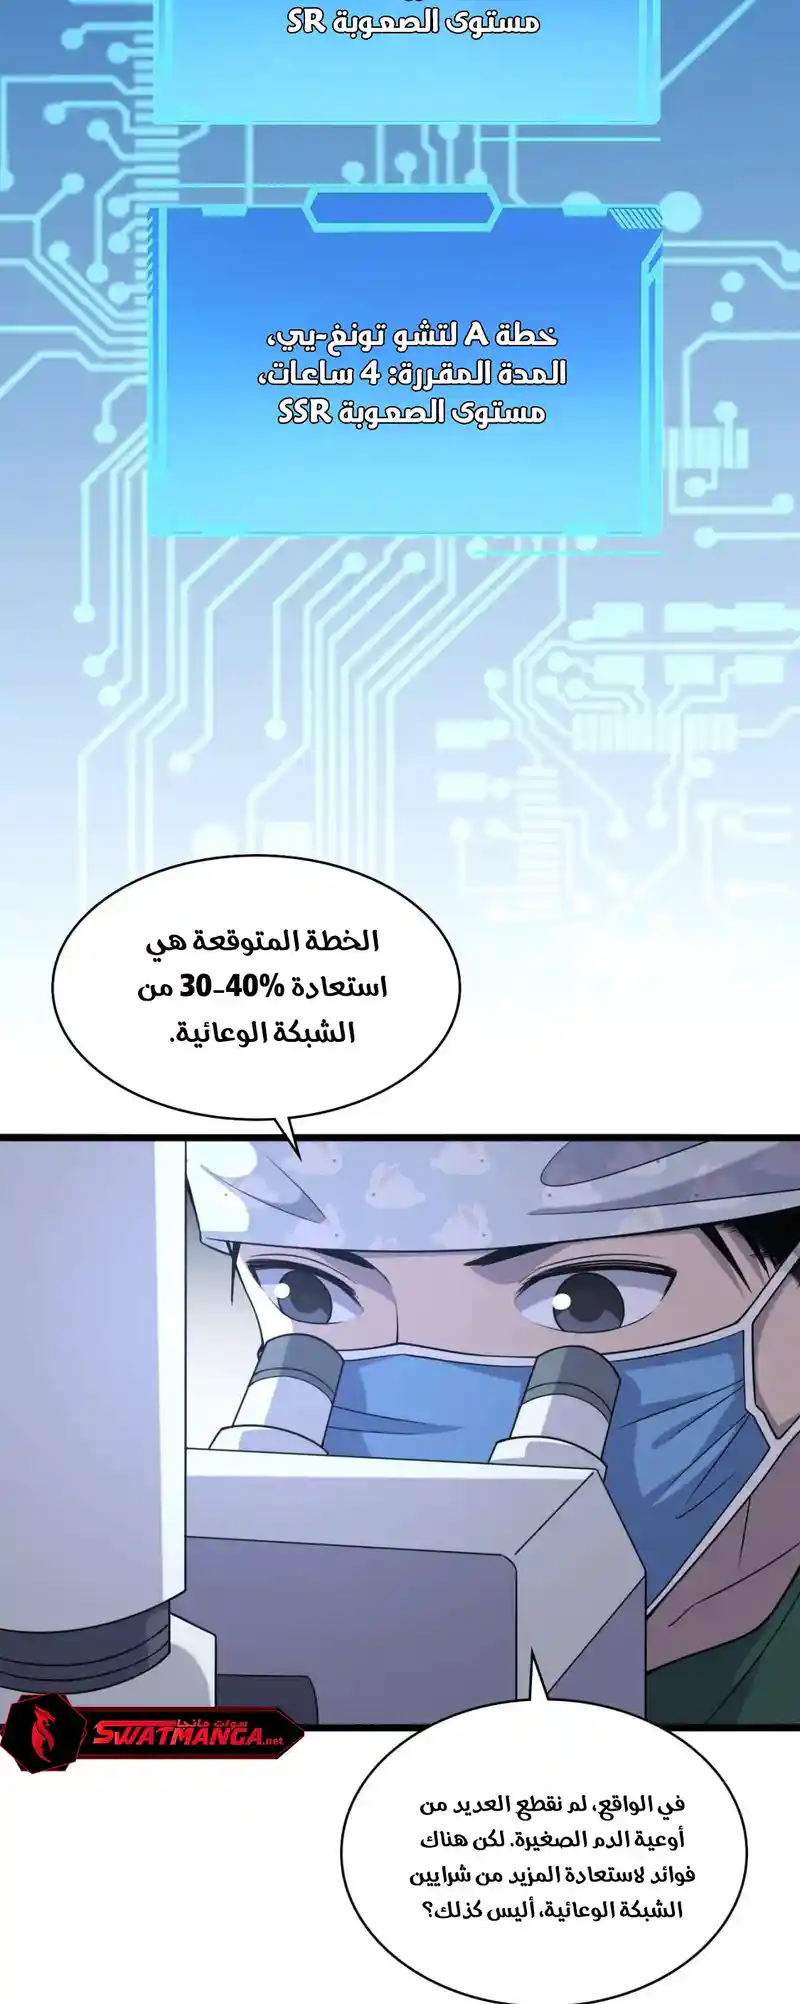 مستوى الصعوبة SR
خطة A لتشو تونغ-يي،
المدة المقررة: 4 ساعات،
مستوى الصعوبة SSR
الخطة المتوقعة هي
استعادة 30-40% من
الشبكة الوعائية.
سوات مانجا
SWATMANGA.net
في الواقع، لم نقطع العديد من
أوعية الدم الصغيرة. لكن هناك
فوائد لاستعادة المزيد من شرايين
الشبكة الوعائية، أليس كذلك؟